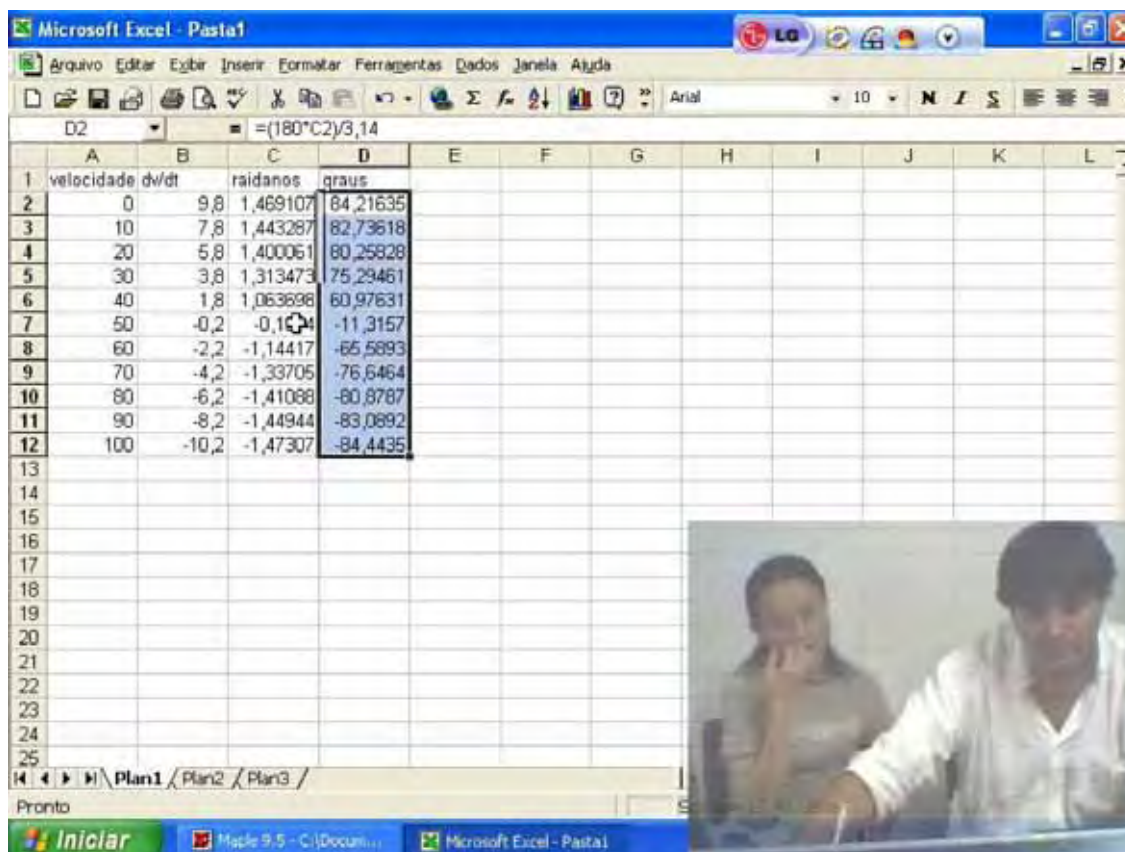 Microsoft Excel - Pasta1
LG
Arquivo Editar Exibir Inserir Formatar Ferramentas Dados Janela Ajuda
Arial 10 N I S
D2 = =(180*C2)/3,14
A B C D E F G H I J K L
1 velocidade dv/dt raidanos graus
2 0 9,8 1,469107 84,21635
3 10 7,8 1,443287 82,73618
4 20 5,8 1,400061 80,25828
5 30 3,8 1,313473 75,29461
6 40 1,8 1,063698 60,97631
7 50 -0,2 -11,3157
8 60 -2,2 -1,14417 -65,5893
9 70 -4,2 -1,33705 -76,6464
10 80 -6,2 -1,41088 -80,8787
11 90 -8,2 -1,44944 -83,0892
12 100 -10,2 -1,47307 -84,4435
13
14
15
16
17
18
19
20
21
22
23
24
25
Plan1 Plan2 Plan3
Pronto
Iniciar Maple 9.5 - C:\Docum... Microsoft Excel - Pasta1